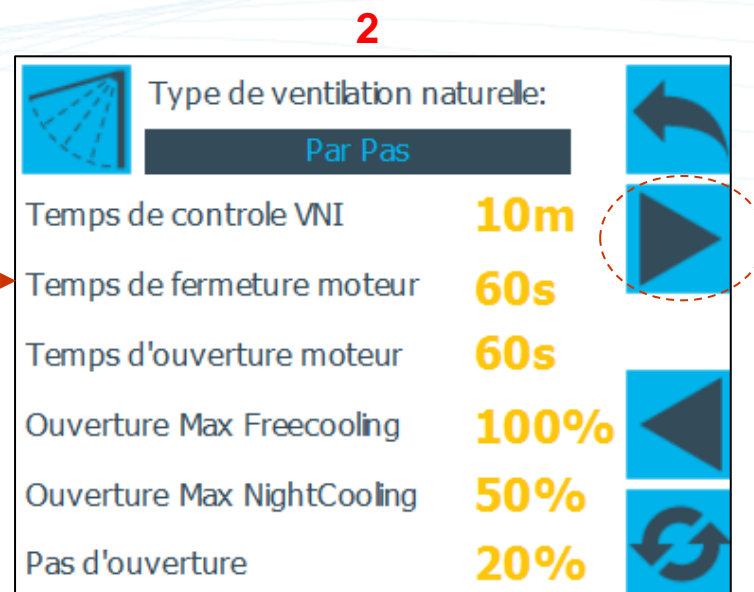 2
Type de ventilation naturelle:
Par Pas
Temps de controle VNI 10m
Temps de fermeture moteur 60s
Temps d'ouverture moteur 60s
Ouverture Max Freecooling 100%
Ouverture Max NightCooling 50%
Pas d'ouverture 20%